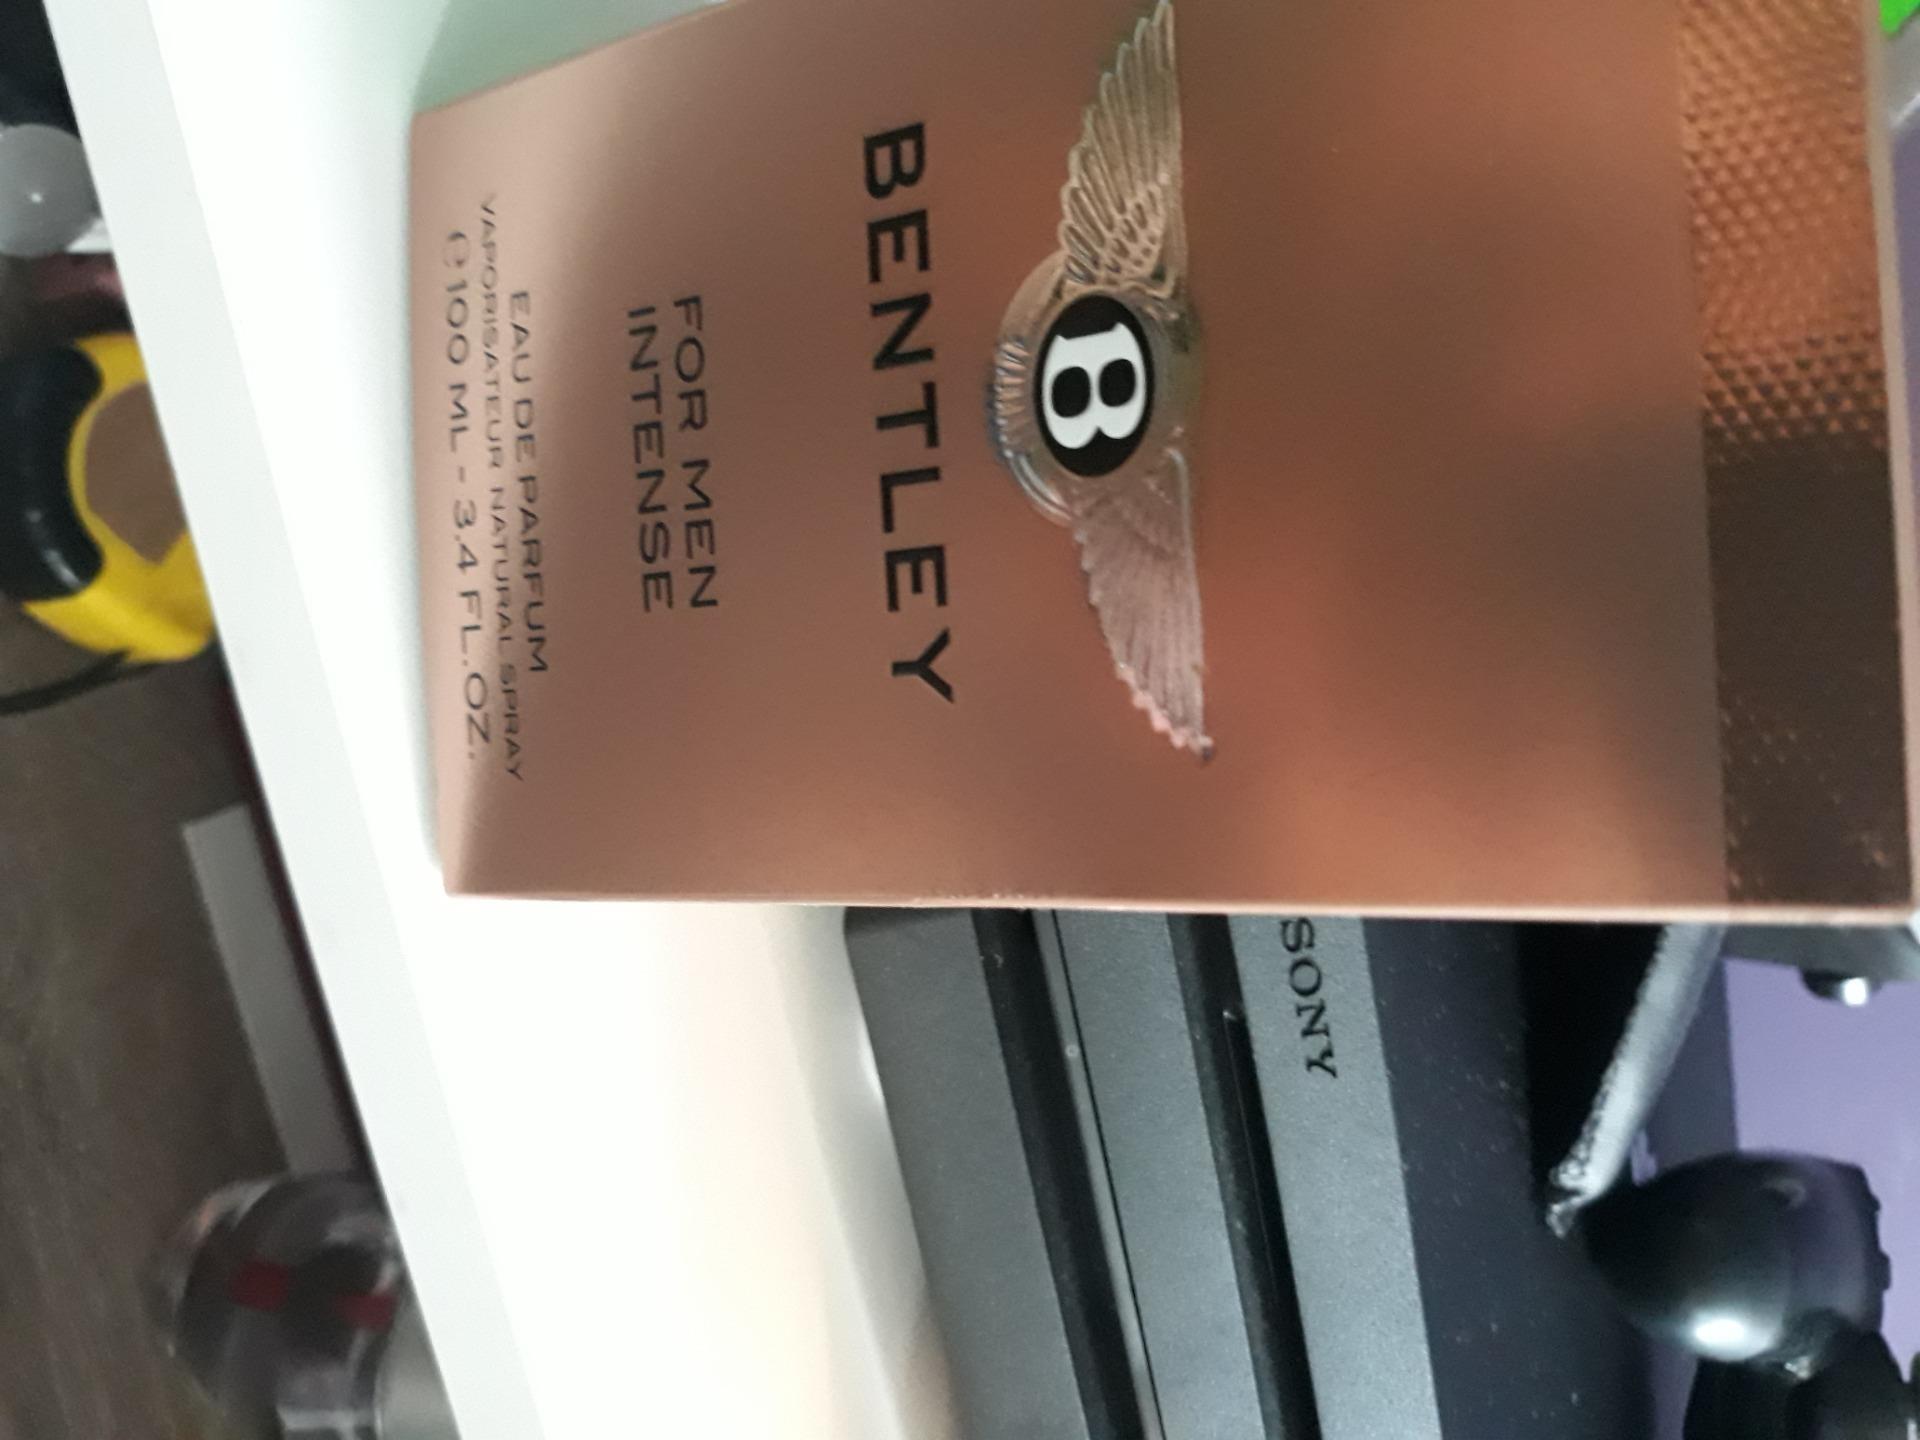 B
BENTLEY
FOR MEN
INTENSE
EAU DE PARFUM
VAPORISATEUR NATURAL SPRAY
℮ 100 ML - 3.4 FL.OZ.
SONY